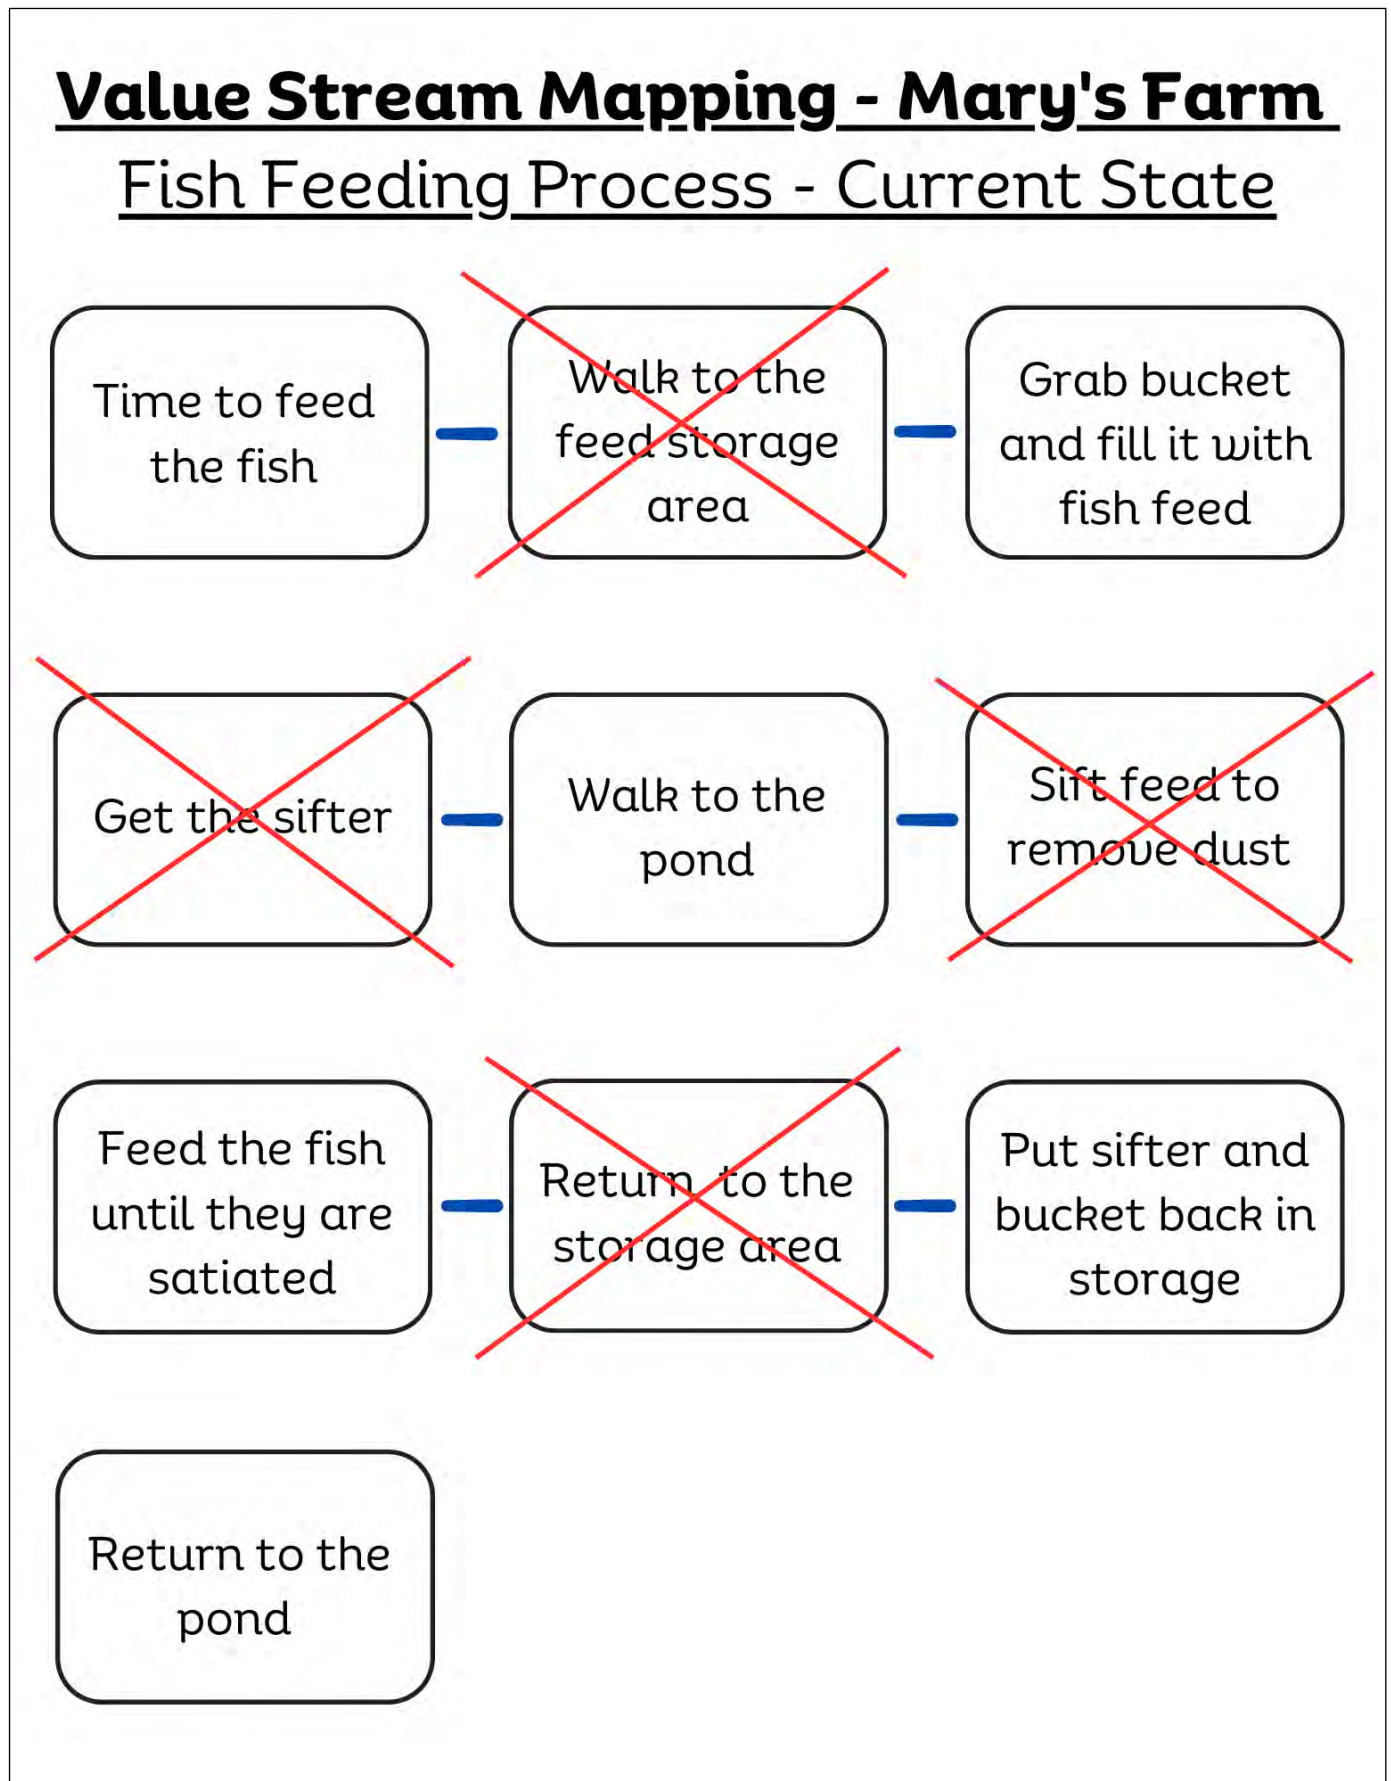 Value Stream Mapping - Mary's Farm
Fish Feeding Process - Current State
Time to feed
the fish
Walk to the
feed storage
area
Grab bucket
and fill it with
fish feed
Get the sifter
Walk to the
pond
Sift feed to
remove dust
Feed the fish
until they are
satiated
Return to the
storage area
Put sifter and
bucket back in
storage
Return to the
pond